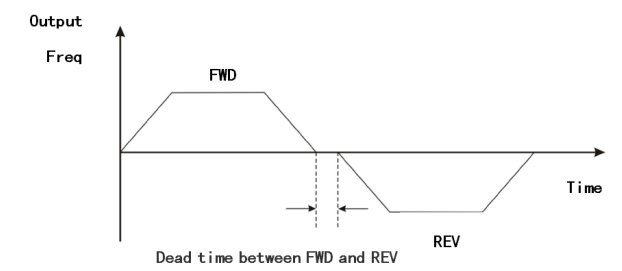 Output
Freq
FWD
Time
REV
Dead time between FWD and REV